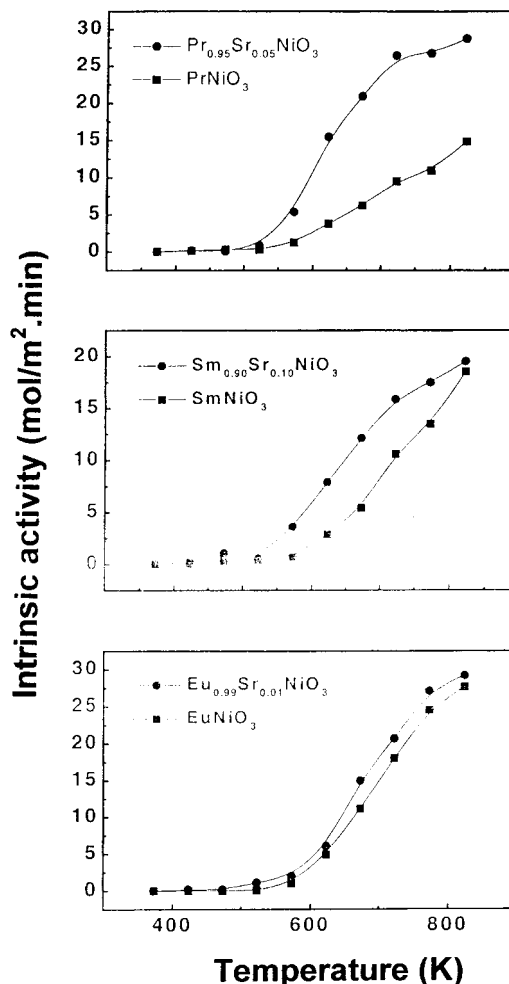 Intrinsic activity (mol/m².min)
30
25
20
15
10
5
0
Pr₀.₉₅Sr₀.₀₅NiO₃
PrNiO₃
20
15
10
5
0
Sm₀.₉₀Sr₀.₁₀NiO₃
SmNiO₃
30
25
20
15
10
5
0
Eu₀.₉₉Sr₀.₀₁NiO₃
EuNiO₃
400 600 800
Temperature (K)